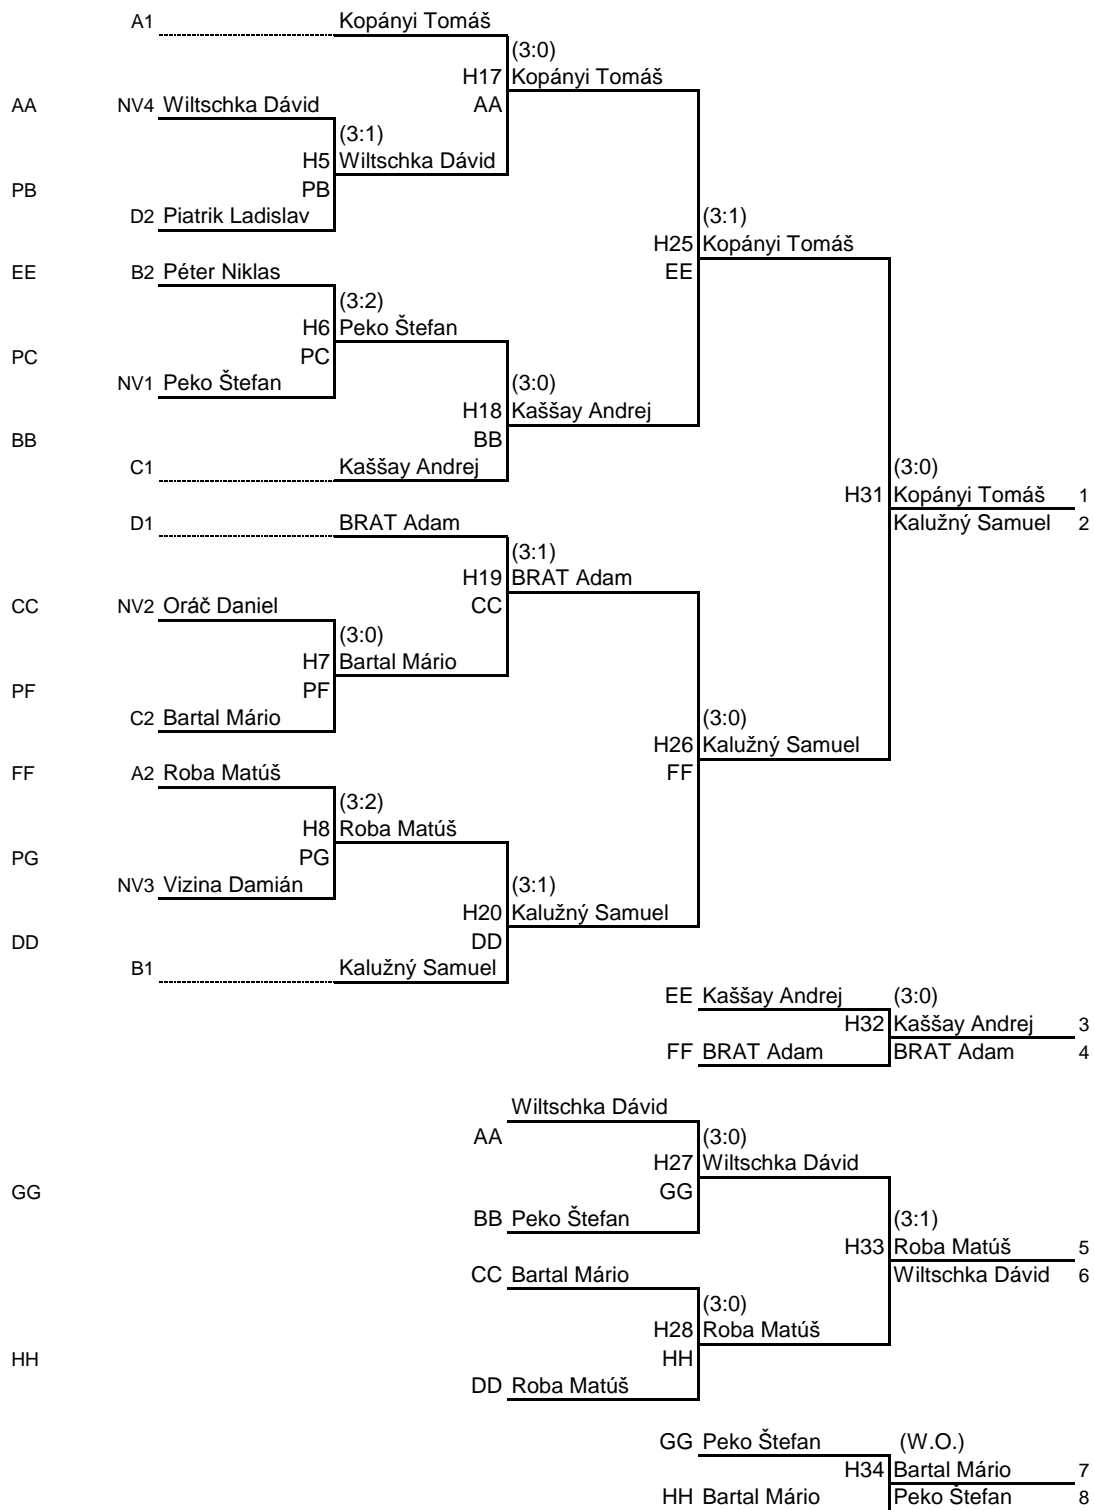 A1 Kopányi Tomáš
(3:0)
H17 Kopányi Tomáš
AA NV4 Wiltschka Dávid AA
(3:1)
H5 Wiltschka Dávid
PB PB
D2 Piatrik Ladislav (3:1)
H25 Kopányi Tomáš
EE B2 Péter Niklas EE
(3:2)
H6 Peko Štefan
PC PC
NV1 Peko Štefan (3:0)
H18 Kaššay Andrej
BB BB
C1 Kaššay Andrej (3:0)
H31 Kopányi Tomáš 1
D1 BRAT Adam Kalužný Samuel 2
(3:1)
H19 BRAT Adam
CC NV2 Oráč Daniel CC
(3:0)
H7 Bartal Mário
PF PF
C2 Bartal Mário (3:0)
H26 Kalužný Samuel
FF A2 Roba Matúš FF
(3:2)
H8 Roba Matúš
PG PG
NV3 Vizina Damián (3:1)
H20 Kalužný Samuel
DD DD
B1 Kalužný Samuel
EE Kaššay Andrej (3:0)
H32 Kaššay Andrej 3
FF BRAT Adam BRAT Adam 4
Wiltschka Dávid
AA (3:0)
H27 Wiltschka Dávid
GG GG
BB Peko Štefan (3:1)
H33 Roba Matúš 5
CC Bartal Mário Wiltschka Dávid 6
(3:0)
H28 Roba Matúš
HH HH
DD Roba Matúš
GG Peko Štefan (W.O.)
H34 Bartal Mário 7
HH Bartal Mário Peko Štefan 8